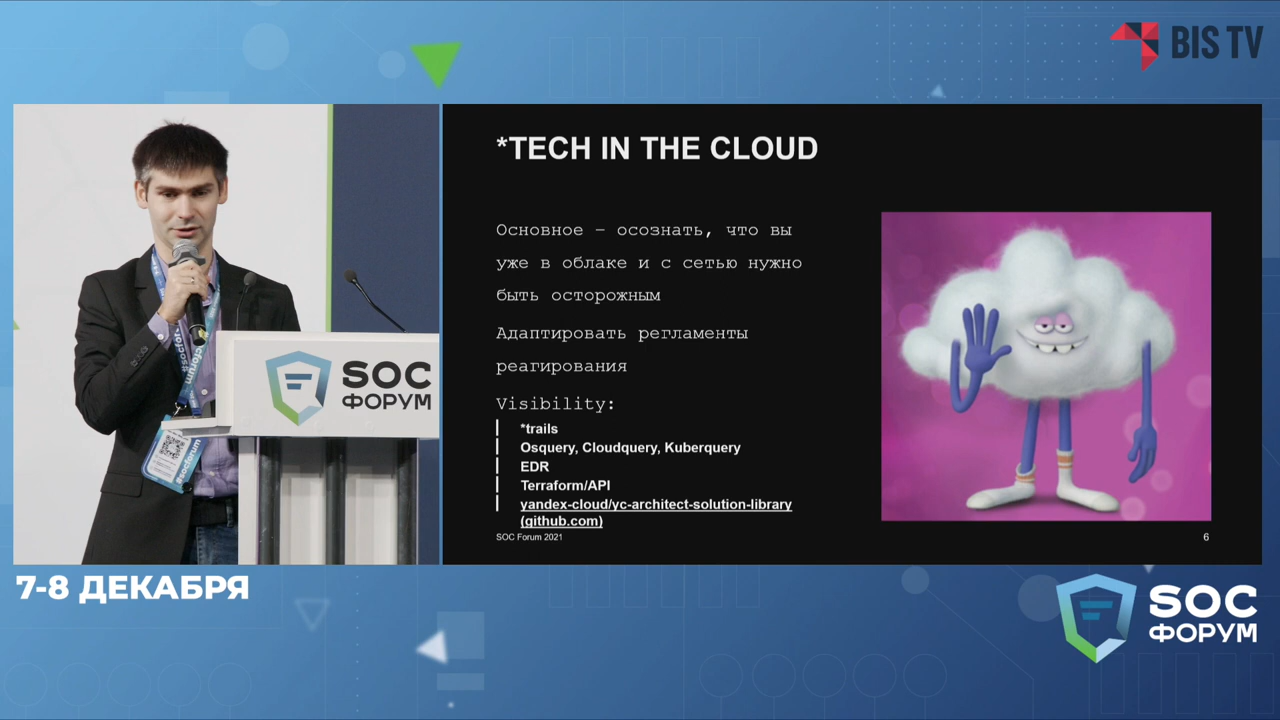 BIS TV
*TECH IN THE CLOUD
Основное – осознать, что вы
уже в облаке и с сетью нужно
быть осторожным
Адаптировать регламенты
реагирования
Visibility:
*trails
Osquery, Cloudquery, Kuberquery
EDR
Terraform/API
yandex-cloud/yc-architect-solution-library
(github.com)
SOC Forum 2021
6
SOC
ФОРУМ
#socforum
7-8 ДЕКАБРЯ
SOC
ФОРУМ